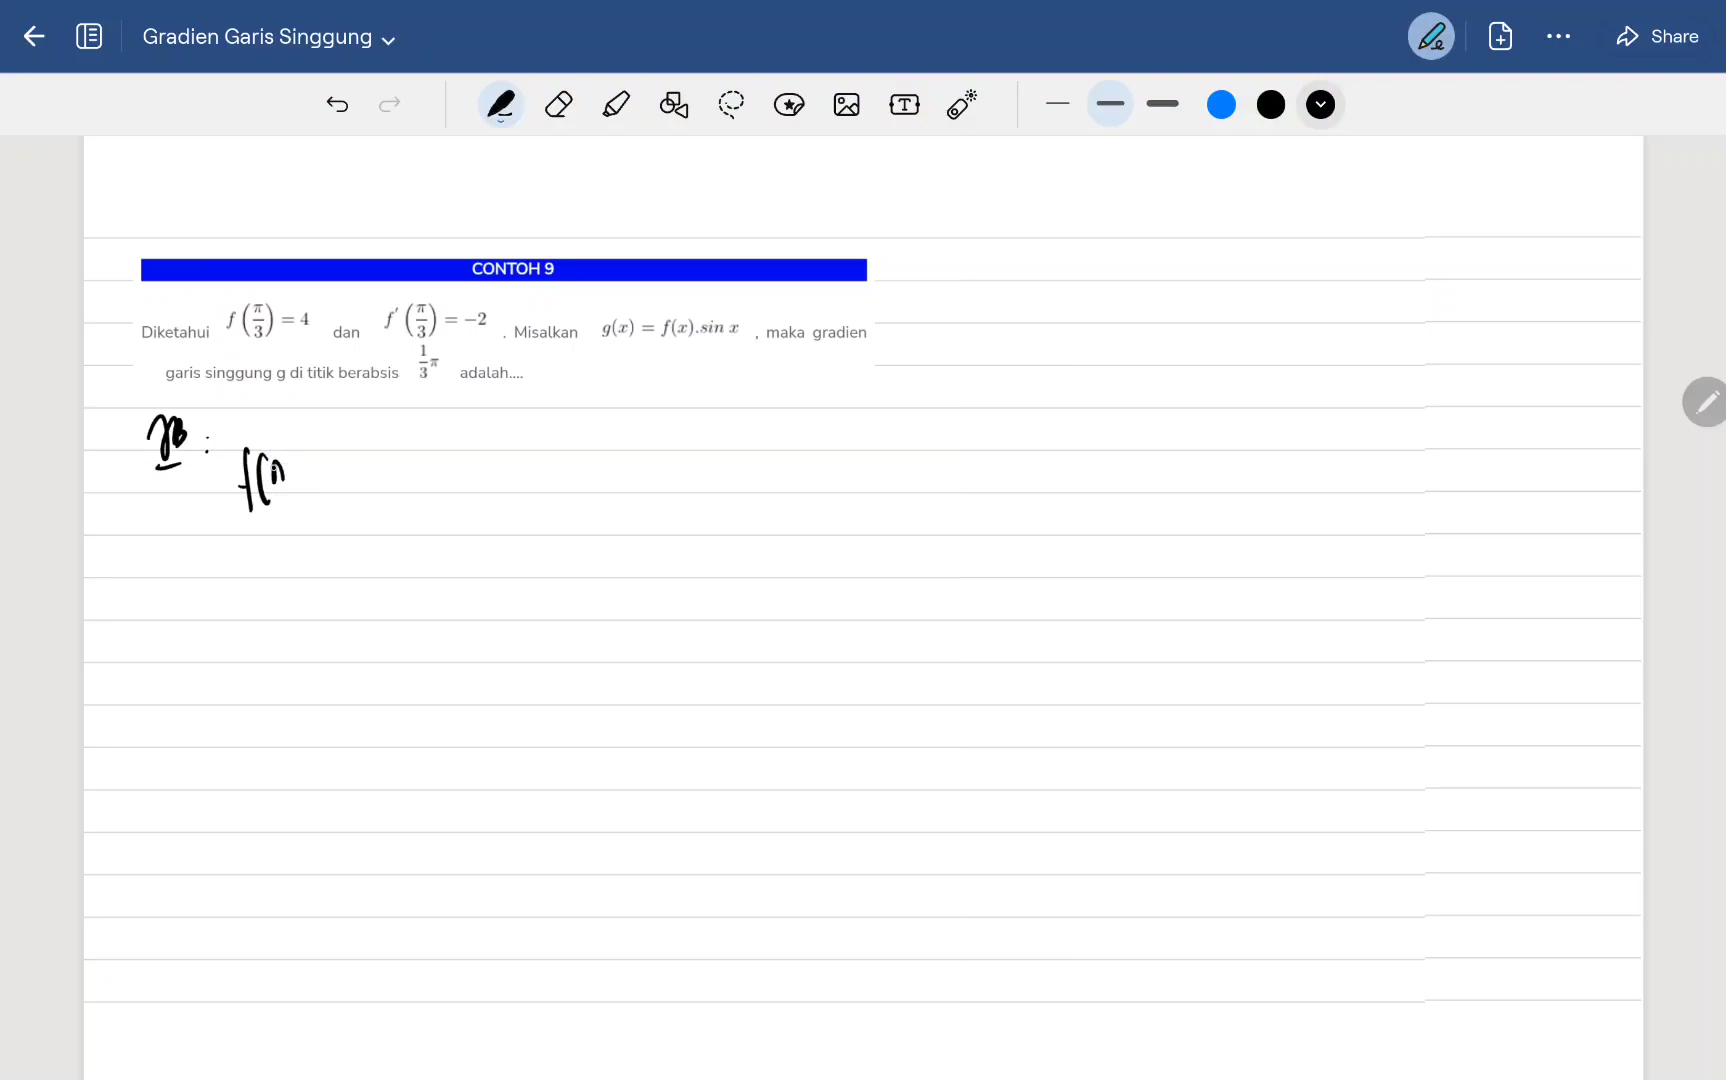 Gradien Garis Singgung
Share
CONTOH 9
Diketahui f(π/3) = 4 dan f'(π/3) = −2 . Misalkan g(x) = f(x).sin x , maka gradien
garis singgung g di titik berabsis 1/3 π adalah....
:
f(π